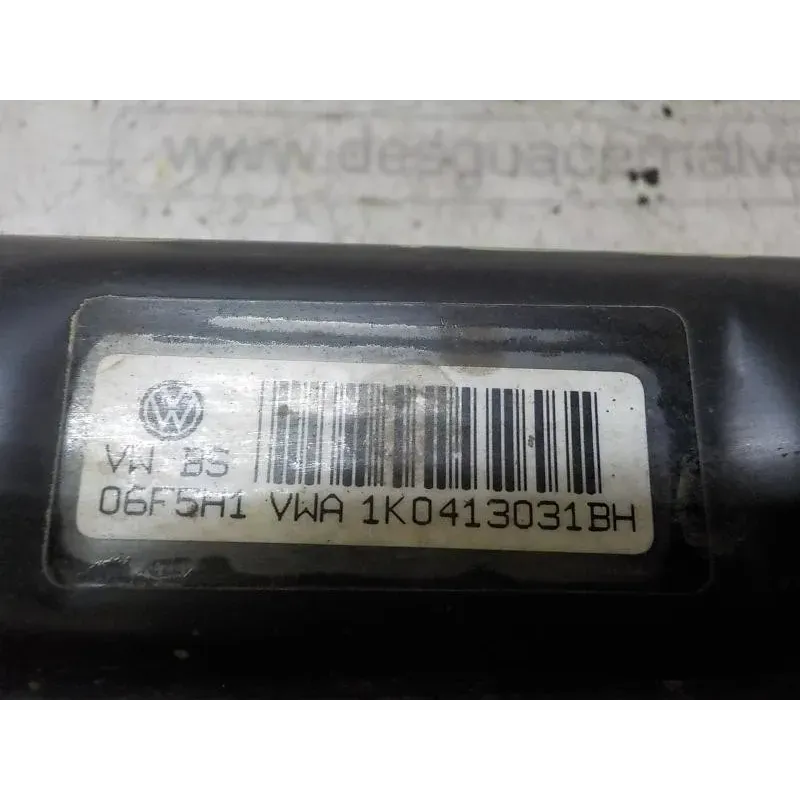 www.desguacemalva
VW BS
06F5H1 VWA 1K0413031BH